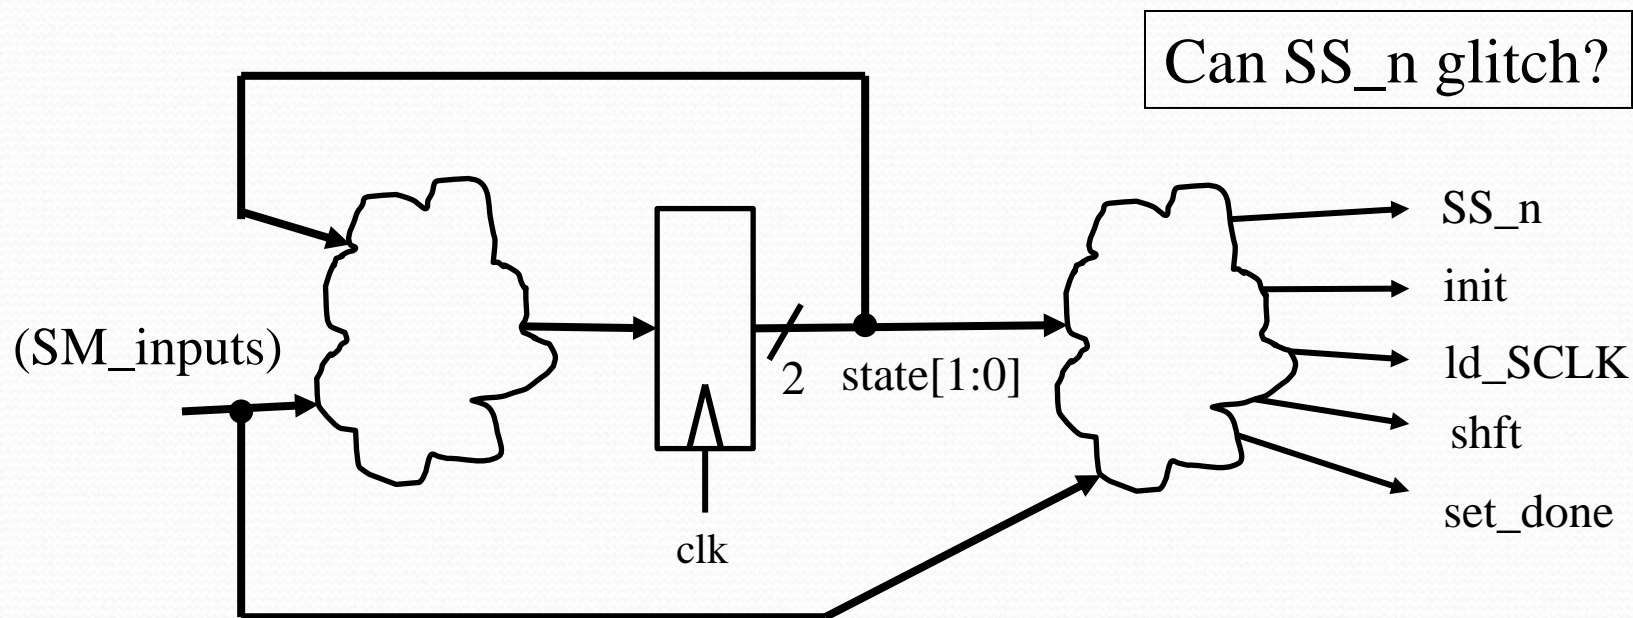 Can SS_n glitch?
SS_n
init
(SM_inputs)
ld_SCLK
2
state[1:0]
shft
set_done
clk